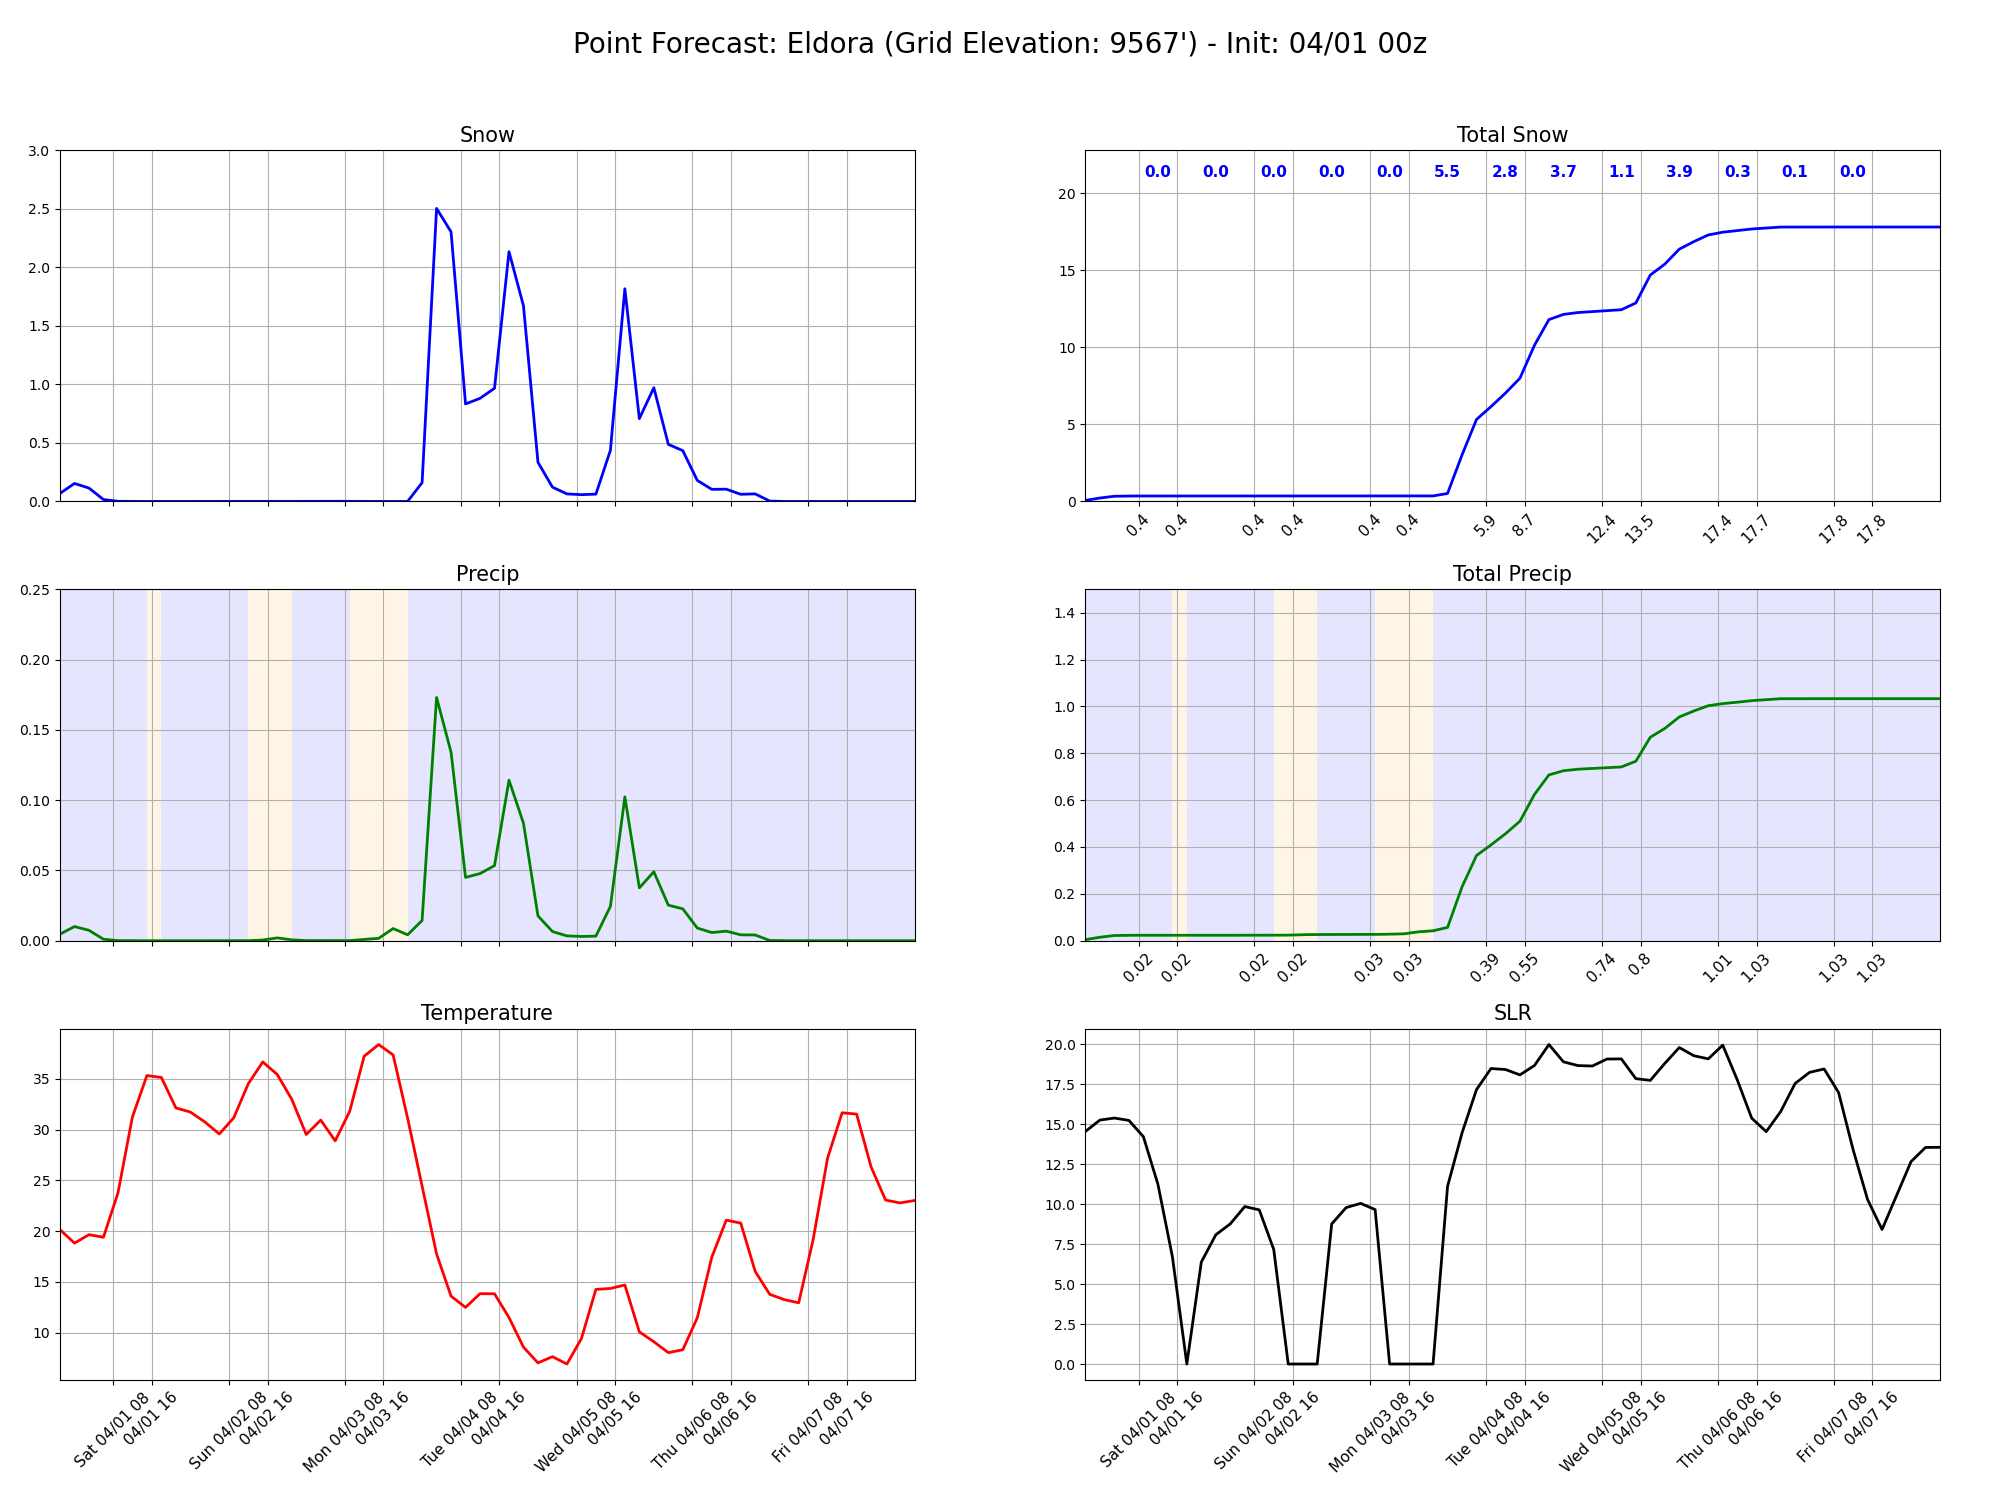 Point Forecast: Eldora (Grid Elevation: 9567') - Init: 04/01 00z
Snow
3.0
2.5
2.0
1.5
1.0
0.5
0.0
Total Snow
0.0 0.0 0.0 0.0 0.0 5.5 2.8 3.7 1.1 3.9 0.3 0.1 0.0
20
15
10
5
0
0.4 0.4 0.4 0.4 0.4 0.4 5.9 8.7 12.4 13.5 17.4 17.7 17.8 17.8
Precip
0.25
0.20
0.15
0.10
0.05
0.00
Total Precip
1.4
1.2
1.0
0.8
0.6
0.4
0.2
0.0
0.02 0.02 0.02 0.02 0.03 0.03 0.39 0.55 0.74 0.8 1.01 1.03 1.03 1.03
Temperature
35
30
25
20
15
10
Sat 04/01 08
04/01 16
Sun 04/02 08
04/02 16
Mon 04/03 08
04/03 16
Tue 04/04 08
04/04 16
Wed 04/05 08
04/05 16
Thu 04/06 08
04/06 16
Fri 04/07 08
04/07 16
SLR
20.0
17.5
15.0
12.5
10.0
7.5
5.0
2.5
0.0
Sat 04/01 08
04/01 16
Sun 04/02 08
04/02 16
Mon 04/03 08
04/03 16
Tue 04/04 08
04/04 16
Wed 04/05 08
04/05 16
Thu 04/06 08
04/06 16
Fri 04/07 08
04/07 16